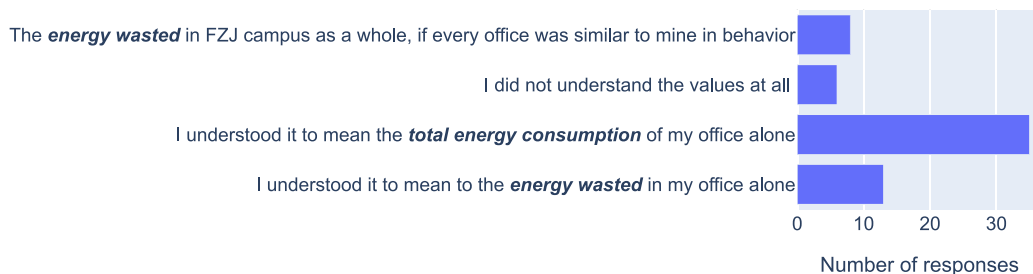 The energy wasted in FZJ campus as a whole, if every office was similar to mine in behavior
I did not understand the values at all
I understood it to mean the total energy consumption of my office alone
I understood it to mean to the energy wasted in my office alone
0 10 20 30
Number of responses